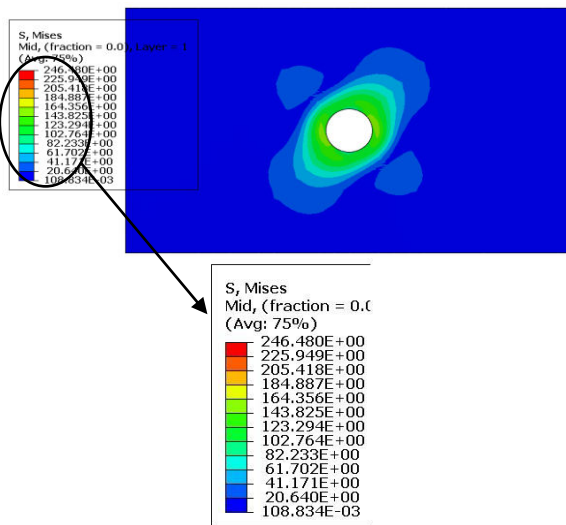 S, Mises
Mid, (fraction = 0.0), Layer = 1
(Avg: 75%)
246.480E+00
225.949E+00
205.418E+00
184.887E+00
164.356E+00
143.825E+00
123.294E+00
102.764E+00
82.233E+00
61.702E+00
41.171E+00
20.640E+00
108.834E-03
S, Mises
Mid, (fraction = 0.0
(Avg: 75%)
246.480E+00
225.949E+00
205.418E+00
184.887E+00
164.356E+00
143.825E+00
123.294E+00
102.764E+00
82.233E+00
61.702E+00
41.171E+00
20.640E+00
108.834E-03